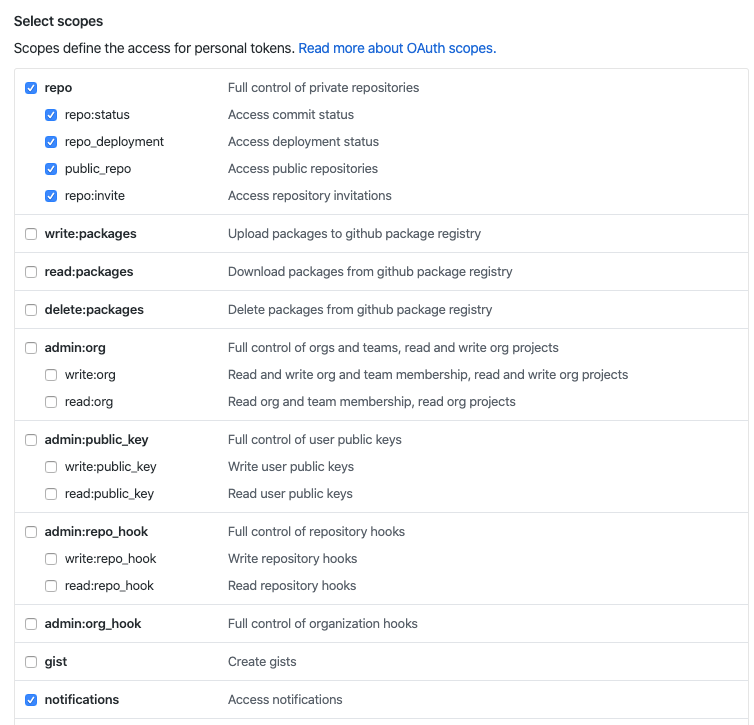 Select scopes
Scopes define the access for personal tokens. Read more about OAuth scopes.
repo Full control of private repositories
repo:status Access commit status
repo_deployment Access deployment status
public_repo Access public repositories
repo:invite Access repository invitations
write:packages Upload packages to github package registry
read:packages Download packages from github package registry
delete:packages Delete packages from github package registry
admin:org Full control of orgs and teams, read and write org projects
write:org Read and write org and team membership, read and write org projects
read:org Read org and team membership, read org projects
admin:public_key Full control of user public keys
write:public_key Write user public keys
read:public_key Read user public keys
admin:repo_hook Full control of repository hooks
write:repo_hook Write repository hooks
read:repo_hook Read repository hooks
admin:org_hook Full control of organization hooks
gist Create gists
notifications Access notifications